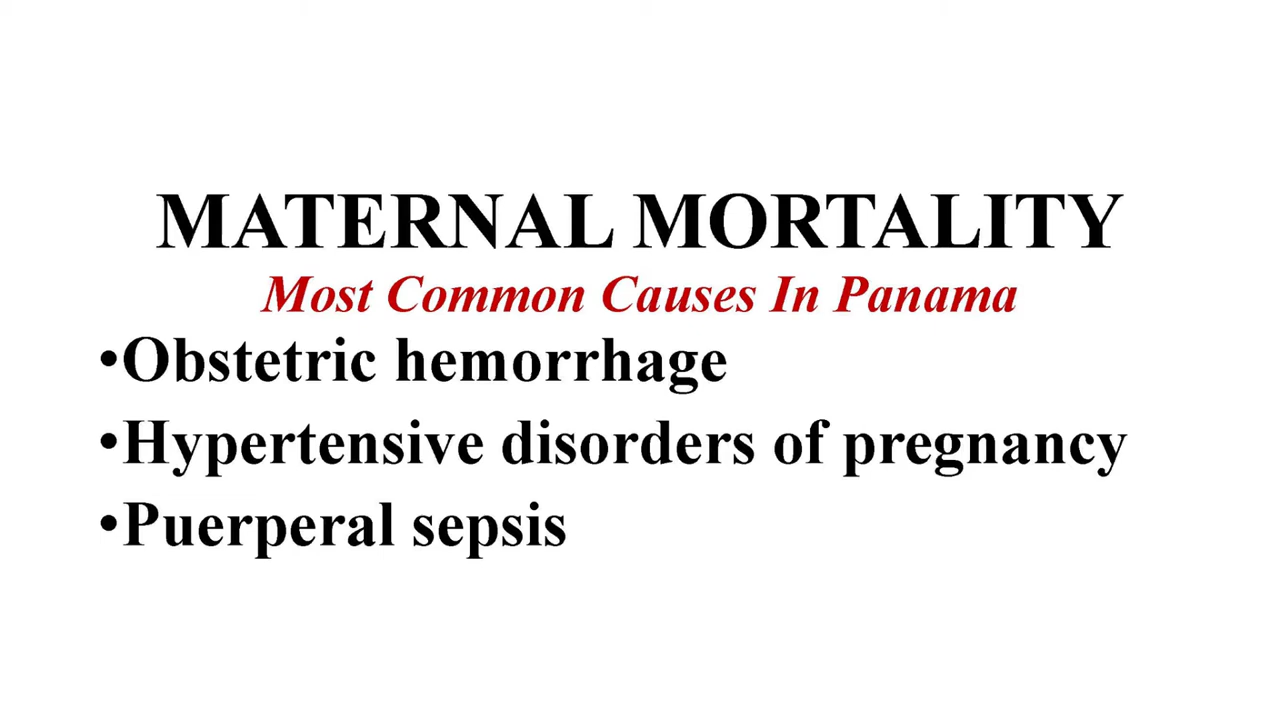 MATERNAL MORTALITY
Most Common Causes In Panama
•Obstetric hemorrhage
•Hypertensive disorders of pregnancy
•Puerperal sepsis